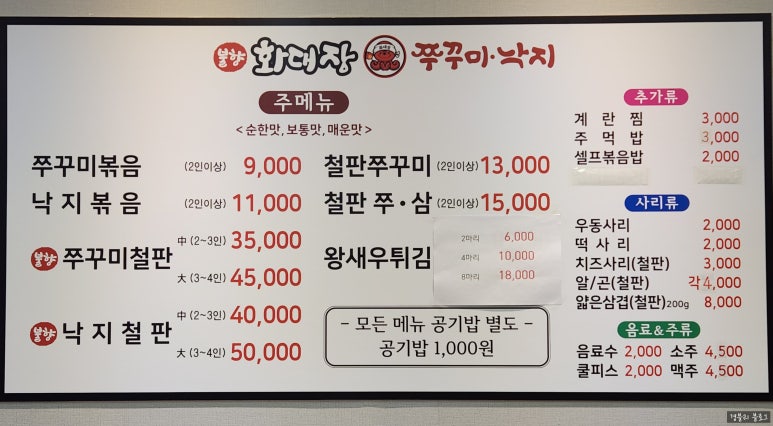 불향 화대장 쭈꾸미·낙지
주메뉴
< 순한맛, 보통맛, 매운맛 >
쭈꾸미볶음 (2인이상) 9,000
낙지볶음 (2인이상) 11,000
불향 쭈꾸미철판 中 (2~3인) 35,000
大 (3~4인) 45,000
불향 낙지철판 中 (2~3인) 40,000
大 (3~4인) 50,000
철판쭈꾸미 (2인이상) 13,000
철판 쭈·삼 (2인이상) 15,000
왕새우튀김 2마리 6,000
4마리 10,000
8마리 18,000
- 모든 메뉴 공기밥 별도 -
공기밥 1,000원
추가류
계란찜 3,000
주먹밥 3,000
셀프볶음밥 2,000
사리류
우동사리 2,000
떡사리 2,000
치즈사리(철판) 3,000
알/곤(철판) 각4,000
얇은삼겹(철판)200g 8,000
음료&주류
음료수 2,000 소주 4,500
쿨피스 2,000 맥주 4,500